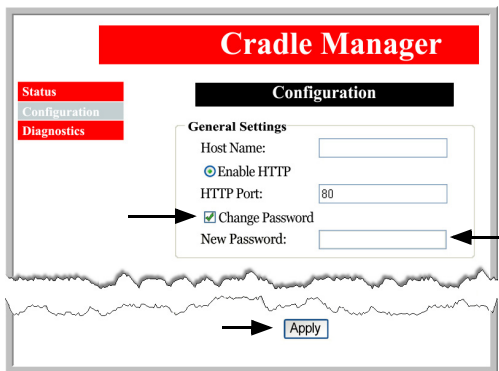 Cradle Manager
Status
Configuration
Diagnostics
Configuration
General Settings
Host Name:
Enable HTTP
HTTP Port: 80
Change Password
New Password:
Apply